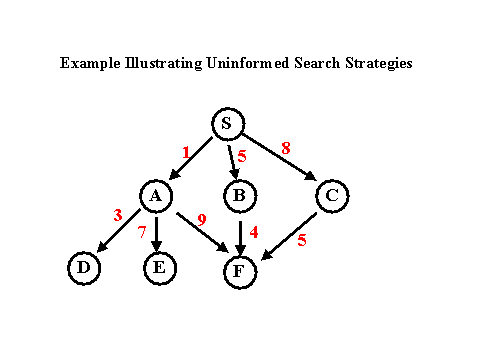 Example Illustrating Uninformed Search Strategies
S
1 5 8
A B C
3 7 9 4 5
D E F